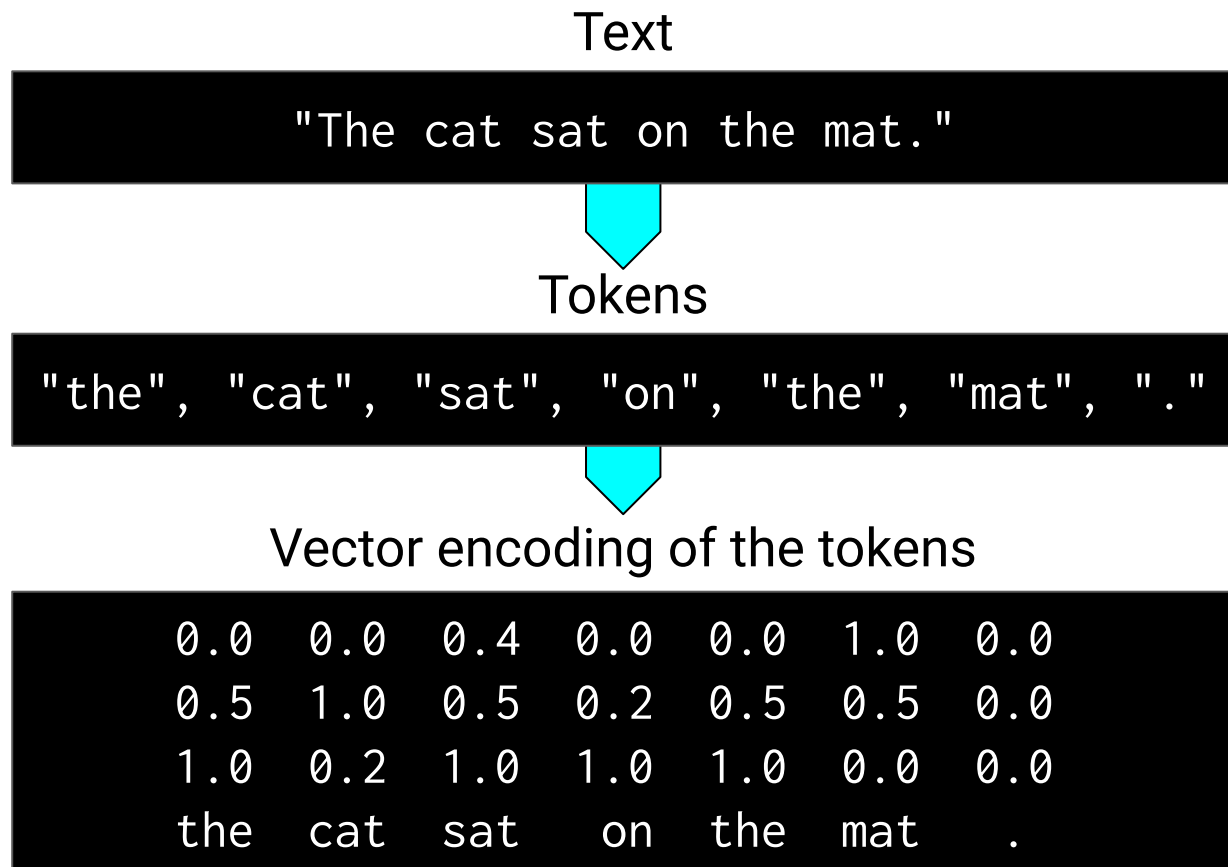 Text
"The cat sat on the mat."
Tokens
"the", "cat", "sat", "on", "the", "mat", "."
Vector encoding of the tokens
0.0 0.0 0.4 0.0 0.0 1.0 0.0
0.5 1.0 0.5 0.2 0.5 0.5 0.0
1.0 0.2 1.0 1.0 1.0 0.0 0.0
the cat sat on the mat .